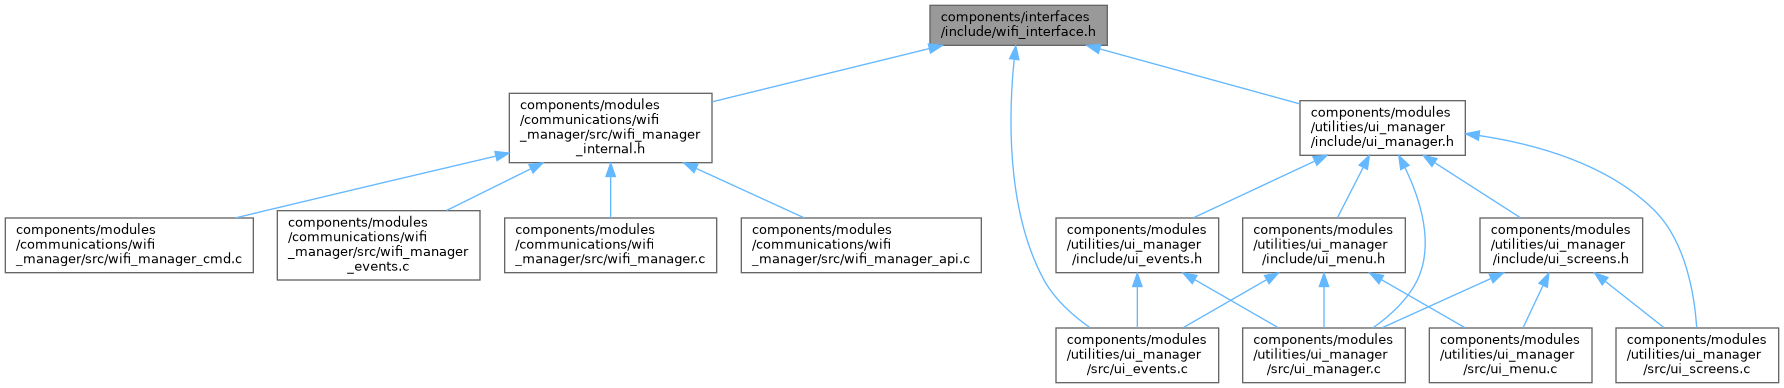 components/interfaces
/include/wifi_interface.h
components/modules
/communications/wifi
_manager/src/wifi_manager
_internal.h
components/modules
/utilities/ui_manager
/include/ui_manager.h
components/modules
/communications/wifi
_manager/src/wifi_manager_cmd.c
components/modules
/communications/wifi
_manager/src/wifi_manager
_events.c
components/modules
/communications/wifi
_manager/src/wifi_manager.c
components/modules
/communications/wifi
_manager/src/wifi_manager_api.c
components/modules
/utilities/ui_manager
/include/ui_events.h
components/modules
/utilities/ui_manager
/include/ui_menu.h
components/modules
/utilities/ui_manager
/include/ui_screens.h
components/modules
/utilities/ui_manager
/src/ui_events.c
components/modules
/utilities/ui_manager
/src/ui_manager.c
components/modules
/utilities/ui_manager
/src/ui_menu.c
components/modules
/utilities/ui_manager
/src/ui_screens.c